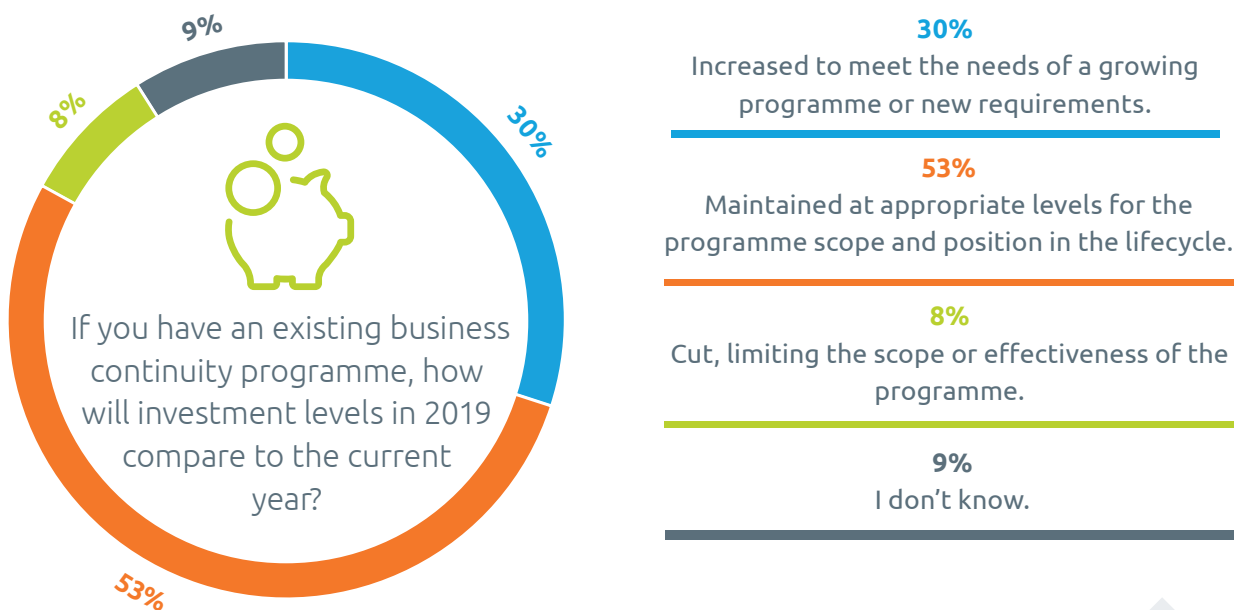 9%
8%
30%
53%
If you have an existing business
continuity programme, how
will investment levels in 2019
compare to the current
year?
30%
Increased to meet the needs of a growing
programme or new requirements.
53%
Maintained at appropriate levels for the
programme scope and position in the lifecycle.
8%
Cut, limiting the scope or effectiveness of the
programme.
9%
I don’t know.